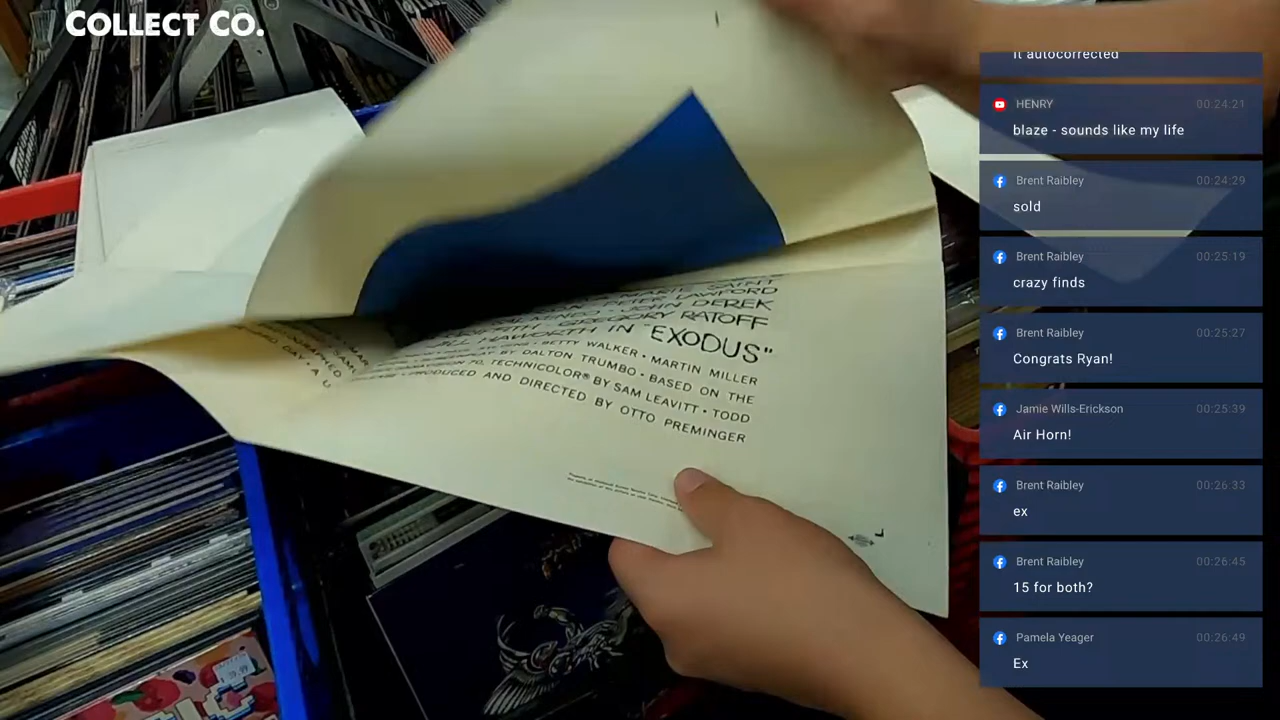 COLLECT CO.
DEREK
GREGORY RATOFF
HAWORTH IN "EXODUS"
BETTY WALKER • MARTIN MILLER
BY DALTON TRUMBO • BASED ON THE
70, TECHNICOLOR® BY SAM LEAVITT • TODD
PRODUCED AND DIRECTED BY OTTO PREMINGER
it autocorrected
HENRY 00:24:21
blaze - sounds like my life
Brent Raibley 00:24:29
sold
Brent Raibley 00:25:19
crazy finds
Brent Raibley 00:25:27
Congrats Ryan!
Jamie Wills-Erickson 00:25:39
Air Horn!
Brent Raibley 00:26:33
ex
Brent Raibley 00:26:45
15 for both?
Pamela Yeager 00:26:49
Ex